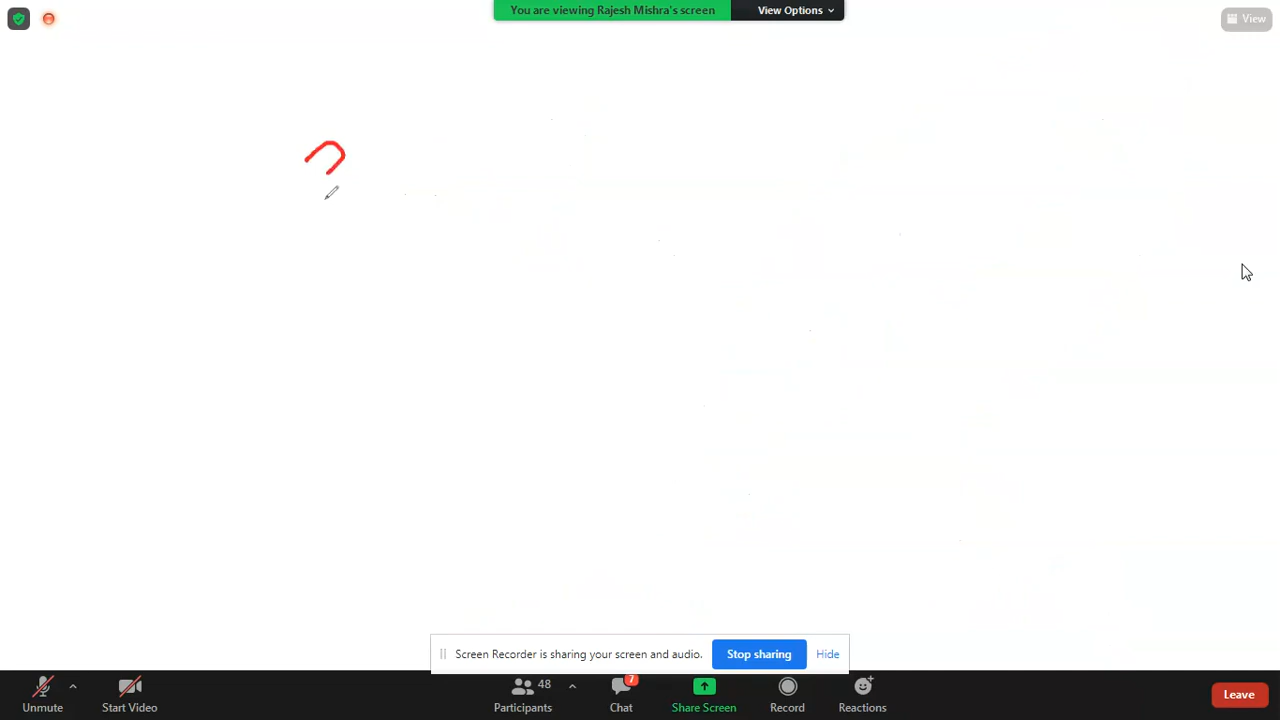 You are viewing Rajesh Mishra's screen
View Options
View
Screen Recorder is sharing your screen and audio.
Stop sharing
Hide
48
7
Unmute
Start Video
Participants
Chat
Share Screen
Record
Reactions
Leave